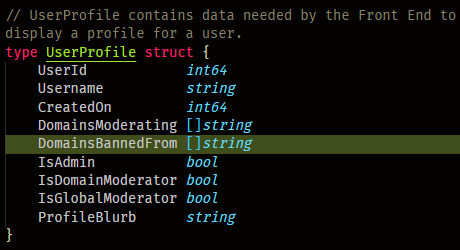 // UserProfile contains data needed by the Front End to
display a profile for a user.
type UserProfile struct {
    UserId             int64
    Username           string
    CreatedOn          int64
    DomainsModerating []string
    DomainsBannedFrom []string
    IsAdmin            bool
    IsDomainModerator  bool
    IsGlobalModerator  bool
    ProfileBlurb       string
}